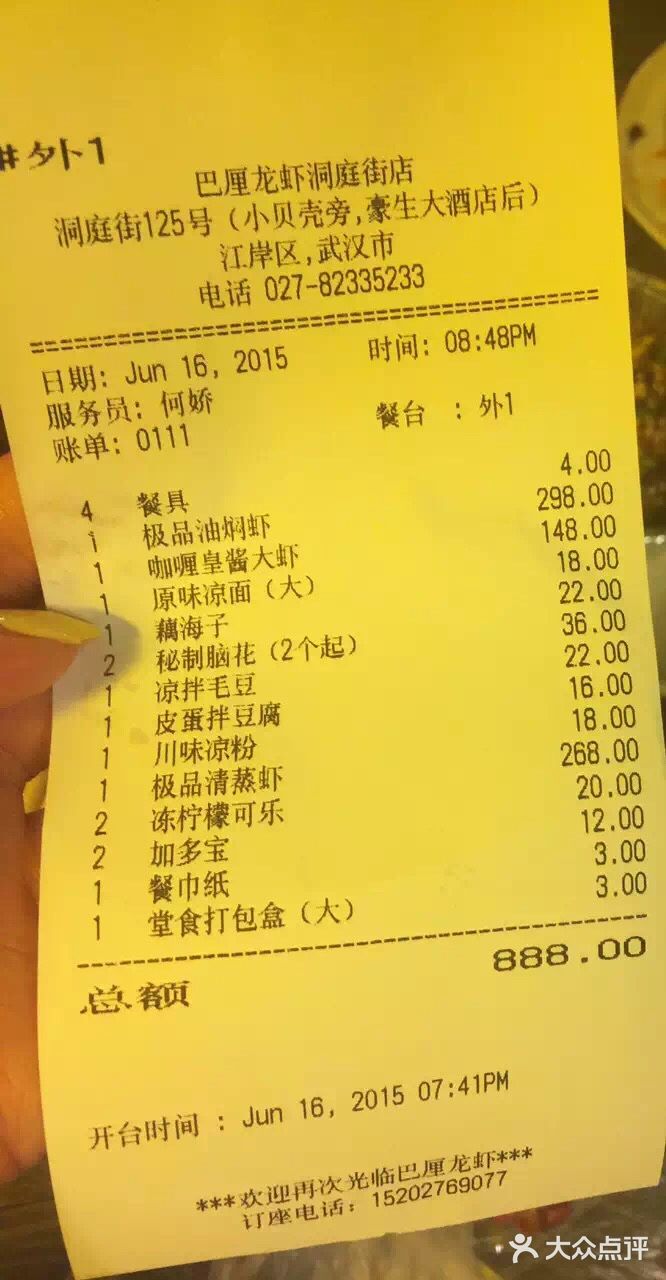 #外1
巴厘龙虾洞庭街店
洞庭街125号（小贝壳旁,豪生大酒店后）
江岸区,武汉市
电话 027-82335233
日期: Jun 16, 2015 时间: 08:48PM
服务员: 何娇
账单: 0111 餐台 : 外1
4 餐具 4.00
1 极品油焖虾 298.00
1 咖喱皇酱大虾 148.00
1 原味凉面（大） 18.00
1 藕海子 22.00
2 秘制脑花（2个起） 36.00
1 凉拌毛豆 22.00
1 皮蛋拌豆腐 16.00
1 川味凉粉 18.00
1 极品清蒸虾 268.00
2 冻柠檬可乐 20.00
2 加多宝 12.00
1 餐巾纸 3.00
1 堂食打包盒（大） 3.00
总额 888.00
开台时间 : Jun 16, 2015 07:41PM
***欢迎再次光临巴厘龙虾***
订座电话: 15202769077
大众点评